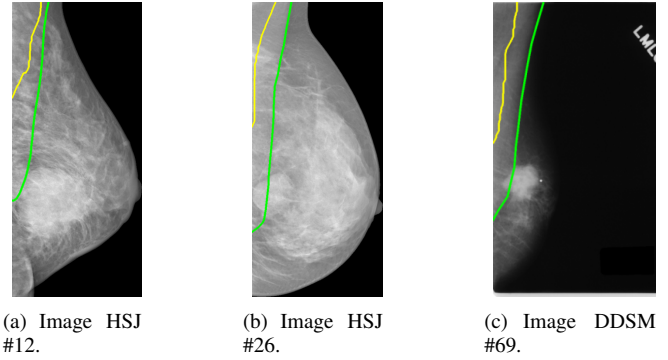 (a) Image HSJ
#12.
(b) Image HSJ
#26.
(c) Image DDSM
#69.